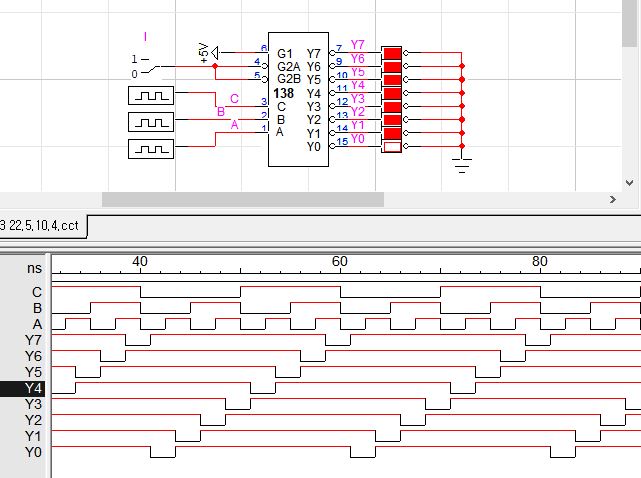 I
+5V
1
0
C
B
A
6
4
5
3
2
1
G1
G2A
G2B
138
C
B
A
Y7
Y6
Y5
Y4
Y3
Y2
Y1
Y0
7
9
10
11
12
13
14
15
Y7
Y6
Y5
Y4
Y3
Y2
Y1
Y0
3 22,5,10,4.cct
ns 40 60 80
C
B
A
Y7
Y6
Y5
Y4
Y3
Y2
Y1
Y0